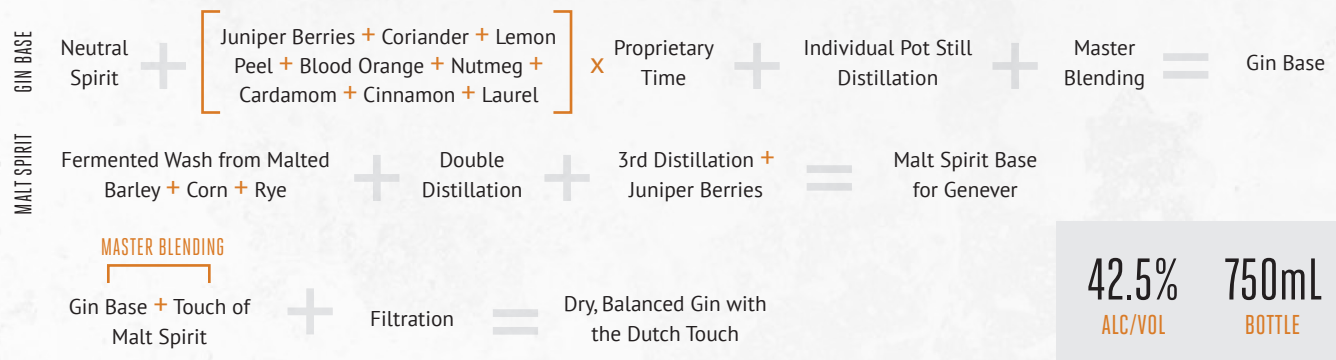 GIN BASE
Neutral
Spirit
+
Juniper Berries + Coriander + Lemon
Peel + Blood Orange + Nutmeg +
Cardamom + Cinnamon + Laurel
x
Proprietary
Time
+
Individual Pot Still
Distillation
+
Master
Blending
=
Gin Base
MALT SPIRIT
Fermented Wash from Malted
Barley + Corn + Rye
+
Double
Distillation
+
3rd Distillation +
Juniper Berries
=
Malt Spirit Base
for Genever
MASTER BLENDING
Gin Base + Touch of
Malt Spirit
+
Filtration
=
Dry, Balanced Gin with
the Dutch Touch
42.5%
ALC/VOL
750mL
BOTTLE